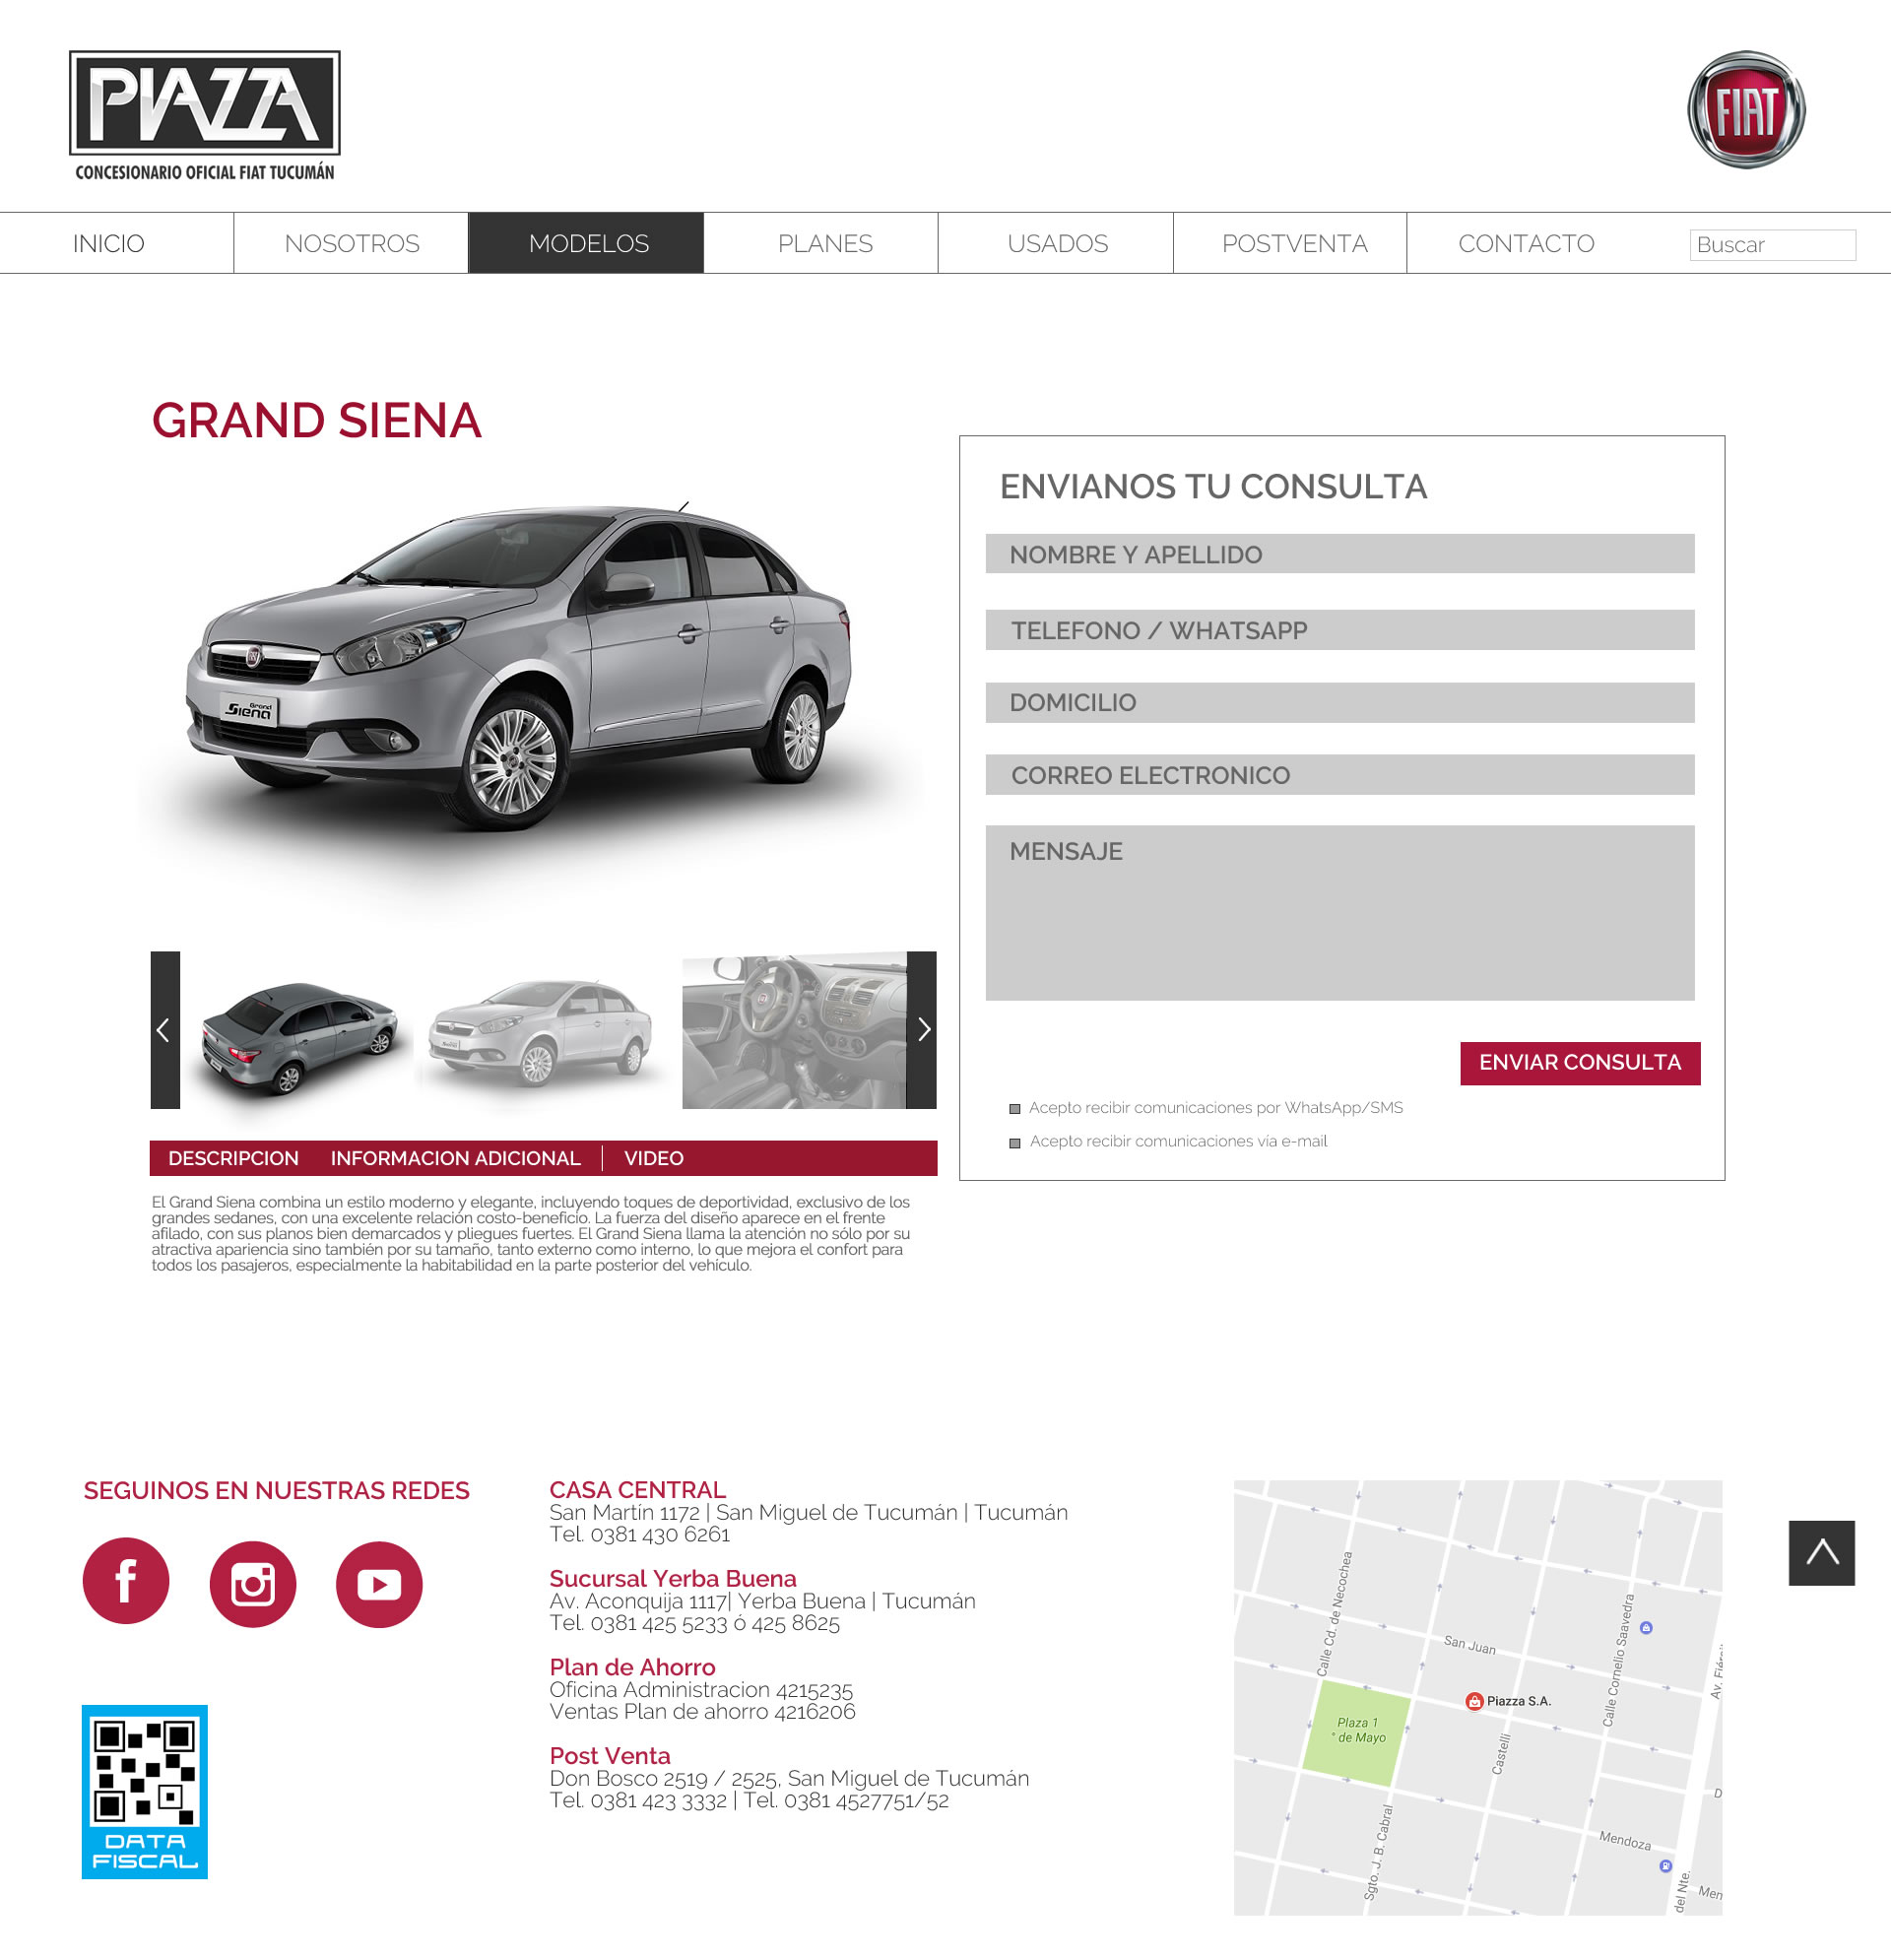 PIAZZA
CONCESIONARIO OFICIAL FIAT TUCUMÁN
FIAT
INICIO
NOSOTROS
MODELOS
PLANES
USADOS
POSTVENTA
CONTACTO
Buscar
GRAND SIENA
Grand
Siena
ENVIANOS TU CONSULTA
NOMBRE Y APELLIDO
TELEFONO / WHATSAPP
DOMICILIO
CORREO ELECTRONICO
MENSAJE
ENVIAR CONSULTA
Acepto recibir comunicaciones por WhatsApp/SMS
Acepto recibir comunicaciones vía e-mail
DESCRIPCION
INFORMACION ADICIONAL
VIDEO
El Grand Siena combina un estilo moderno y elegante, incluyendo toques de deportividad, exclusivo de los
grandes sedanes, con una excelente relación costo-beneficio. La fuerza del diseño aparece en el frente
afilado, con sus planos bien demarcados y pliegues fuertes. El Grand Siena llama la atención no sólo por su
atractiva apariencia sino también por su tamaño, tanto externo como interno, lo que mejora el confort para
todos los pasajeros, especialmente la habitabilidad en la parte posterior del vehículo.
SEGUINOS EN NUESTRAS REDES
DATA
FISCAL
CASA CENTRAL
San Martín 1172 | San Miguel de Tucumán | Tucumán
Tel. 0381 430 6261
Sucursal Yerba Buena
Av. Aconquija 1117| Yerba Buena | Tucumán
Tel. 0381 425 5233 ó 425 8625
Plan de Ahorro
Oficina Administracion 4215235
Ventas Plan de ahorro 4216206
Post Venta
Don Bosco 2519 / 2525, San Miguel de Tucumán
Tel. 0381 423 3332 | Tel. 0381 4527751/52
Calle Cd. de Necochea
San Juan
Calle Cornelio Saavedra
Piazza S.A.
Plaza 1
° de Mayo
Castelli
Sgto. J. B. Cabral
Mendoza
Av.
D
del Nte.
Men